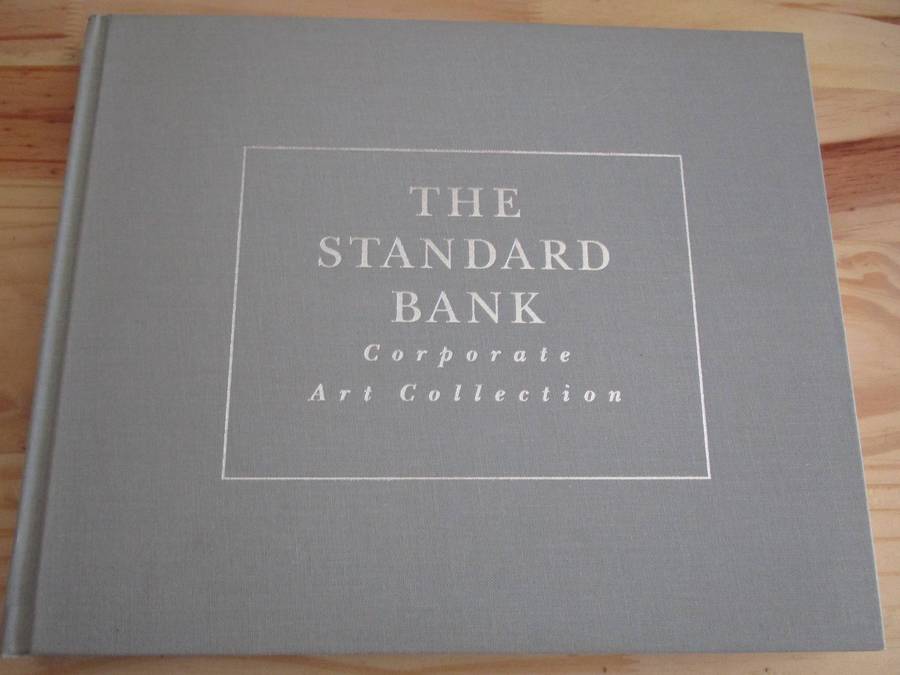 THE
STANDARD
BANK
Corporate
Art Collection